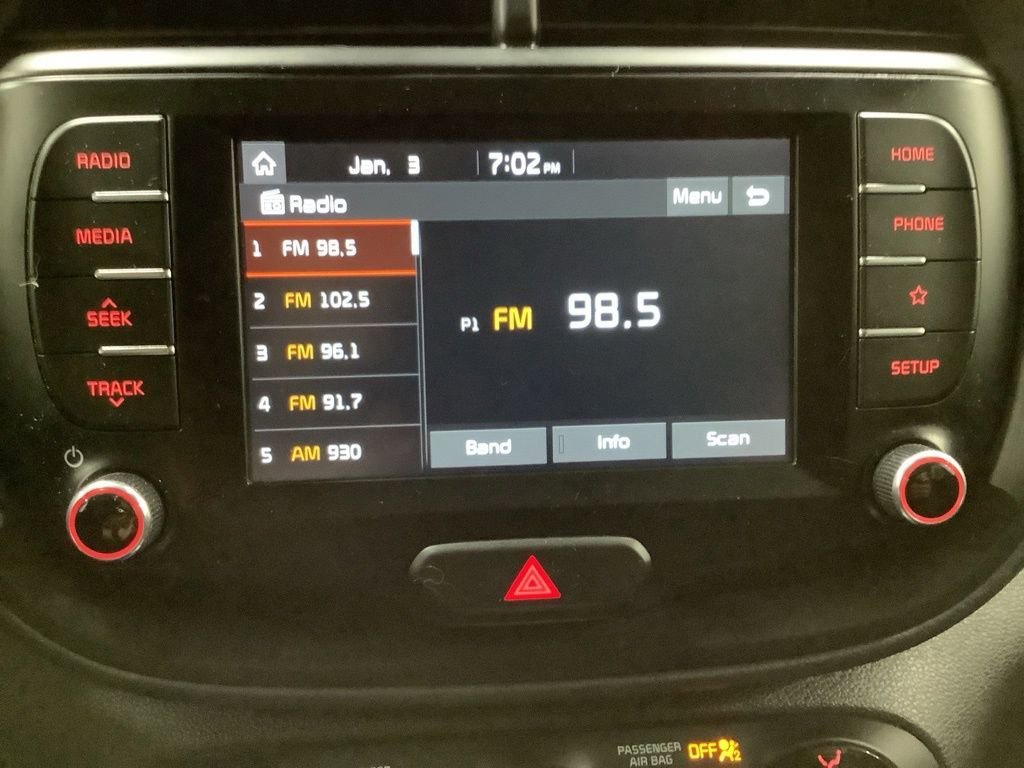 RADIO
MEDIA
SEEK
TRACK
Jan. 3
7:02 PM
Radio
Menu
1 FM 98.5
2 FM 102.5
3 FM 96.1
4 FM 91.7
5 AM 930
P1 FM 98.5
Band
Info
Scan
HOME
PHONE
SETUP
PASSENGER
AIR BAG
OFF
2